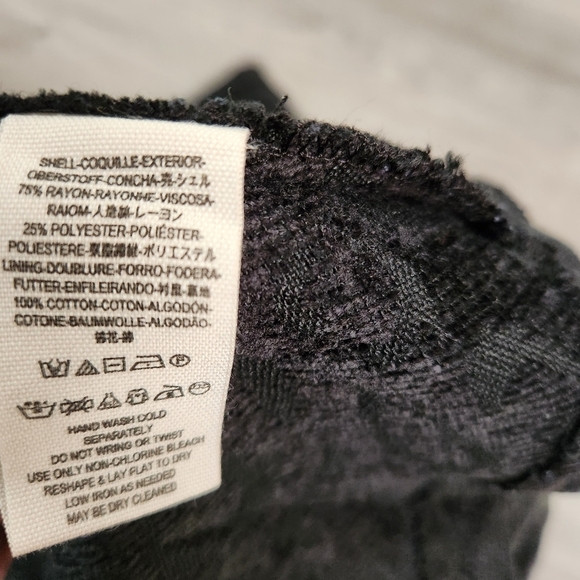 SHELL-COQUILLE-EXTERIOR-
OBERSTOFF-CONCHA-売-シェル
75% RAYON-RAYONNE-VISCOSA-
RAIOM-人造絲-レーヨン
25% POLYESTER-POLIÉSTER-
POLIESTERE-聚脂纖維-ポリエステル
LINING-DOUBLURE-FORRO-FODERA-
FUTTER-ENFILEIRANDO-衬里-裏地
100% COTTON-COTON-ALGODÓN-
COTONE-BAUMWOLLE-ALGODÃO-
棉花-綿
HAND WASH COLD
SEPARATELY
DO NOT WRING OR TWIST
USE ONLY NON-CHLORINE BLEACH
RESHAPE & LAY FLAT TO DRY
LOW IRON AS NEEDED
MAY BE DRY CLEANED